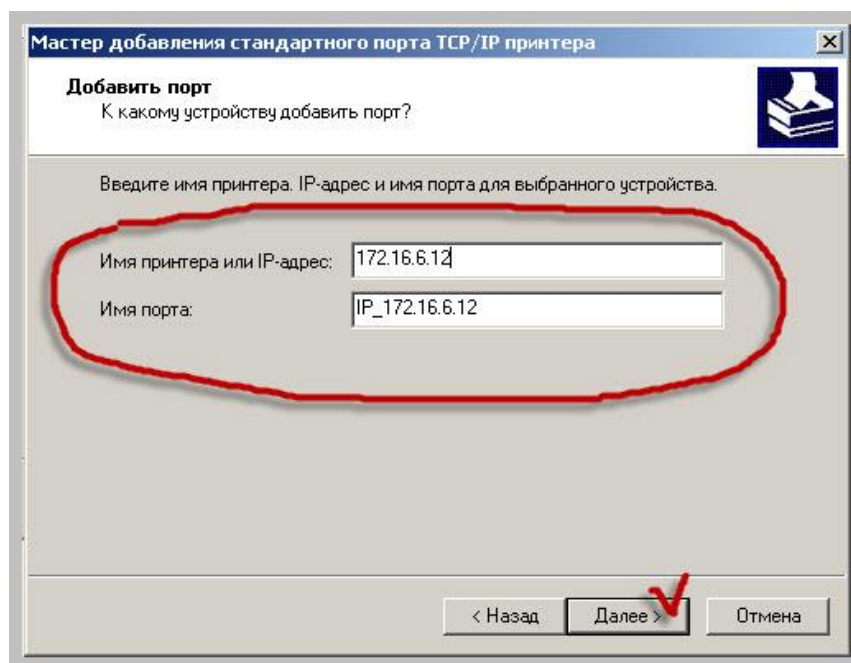 Мастер добавления стандартного порта TCP/IP принтера
Добавить порт
К какому устройству добавить порт?
Введите имя принтера. IP-адрес и имя порта для выбранного устройства.
Имя принтера или IP-адрес: 172.16.6.12
Имя порта: IP_172.16.6.12
< Назад Далее > Отмена